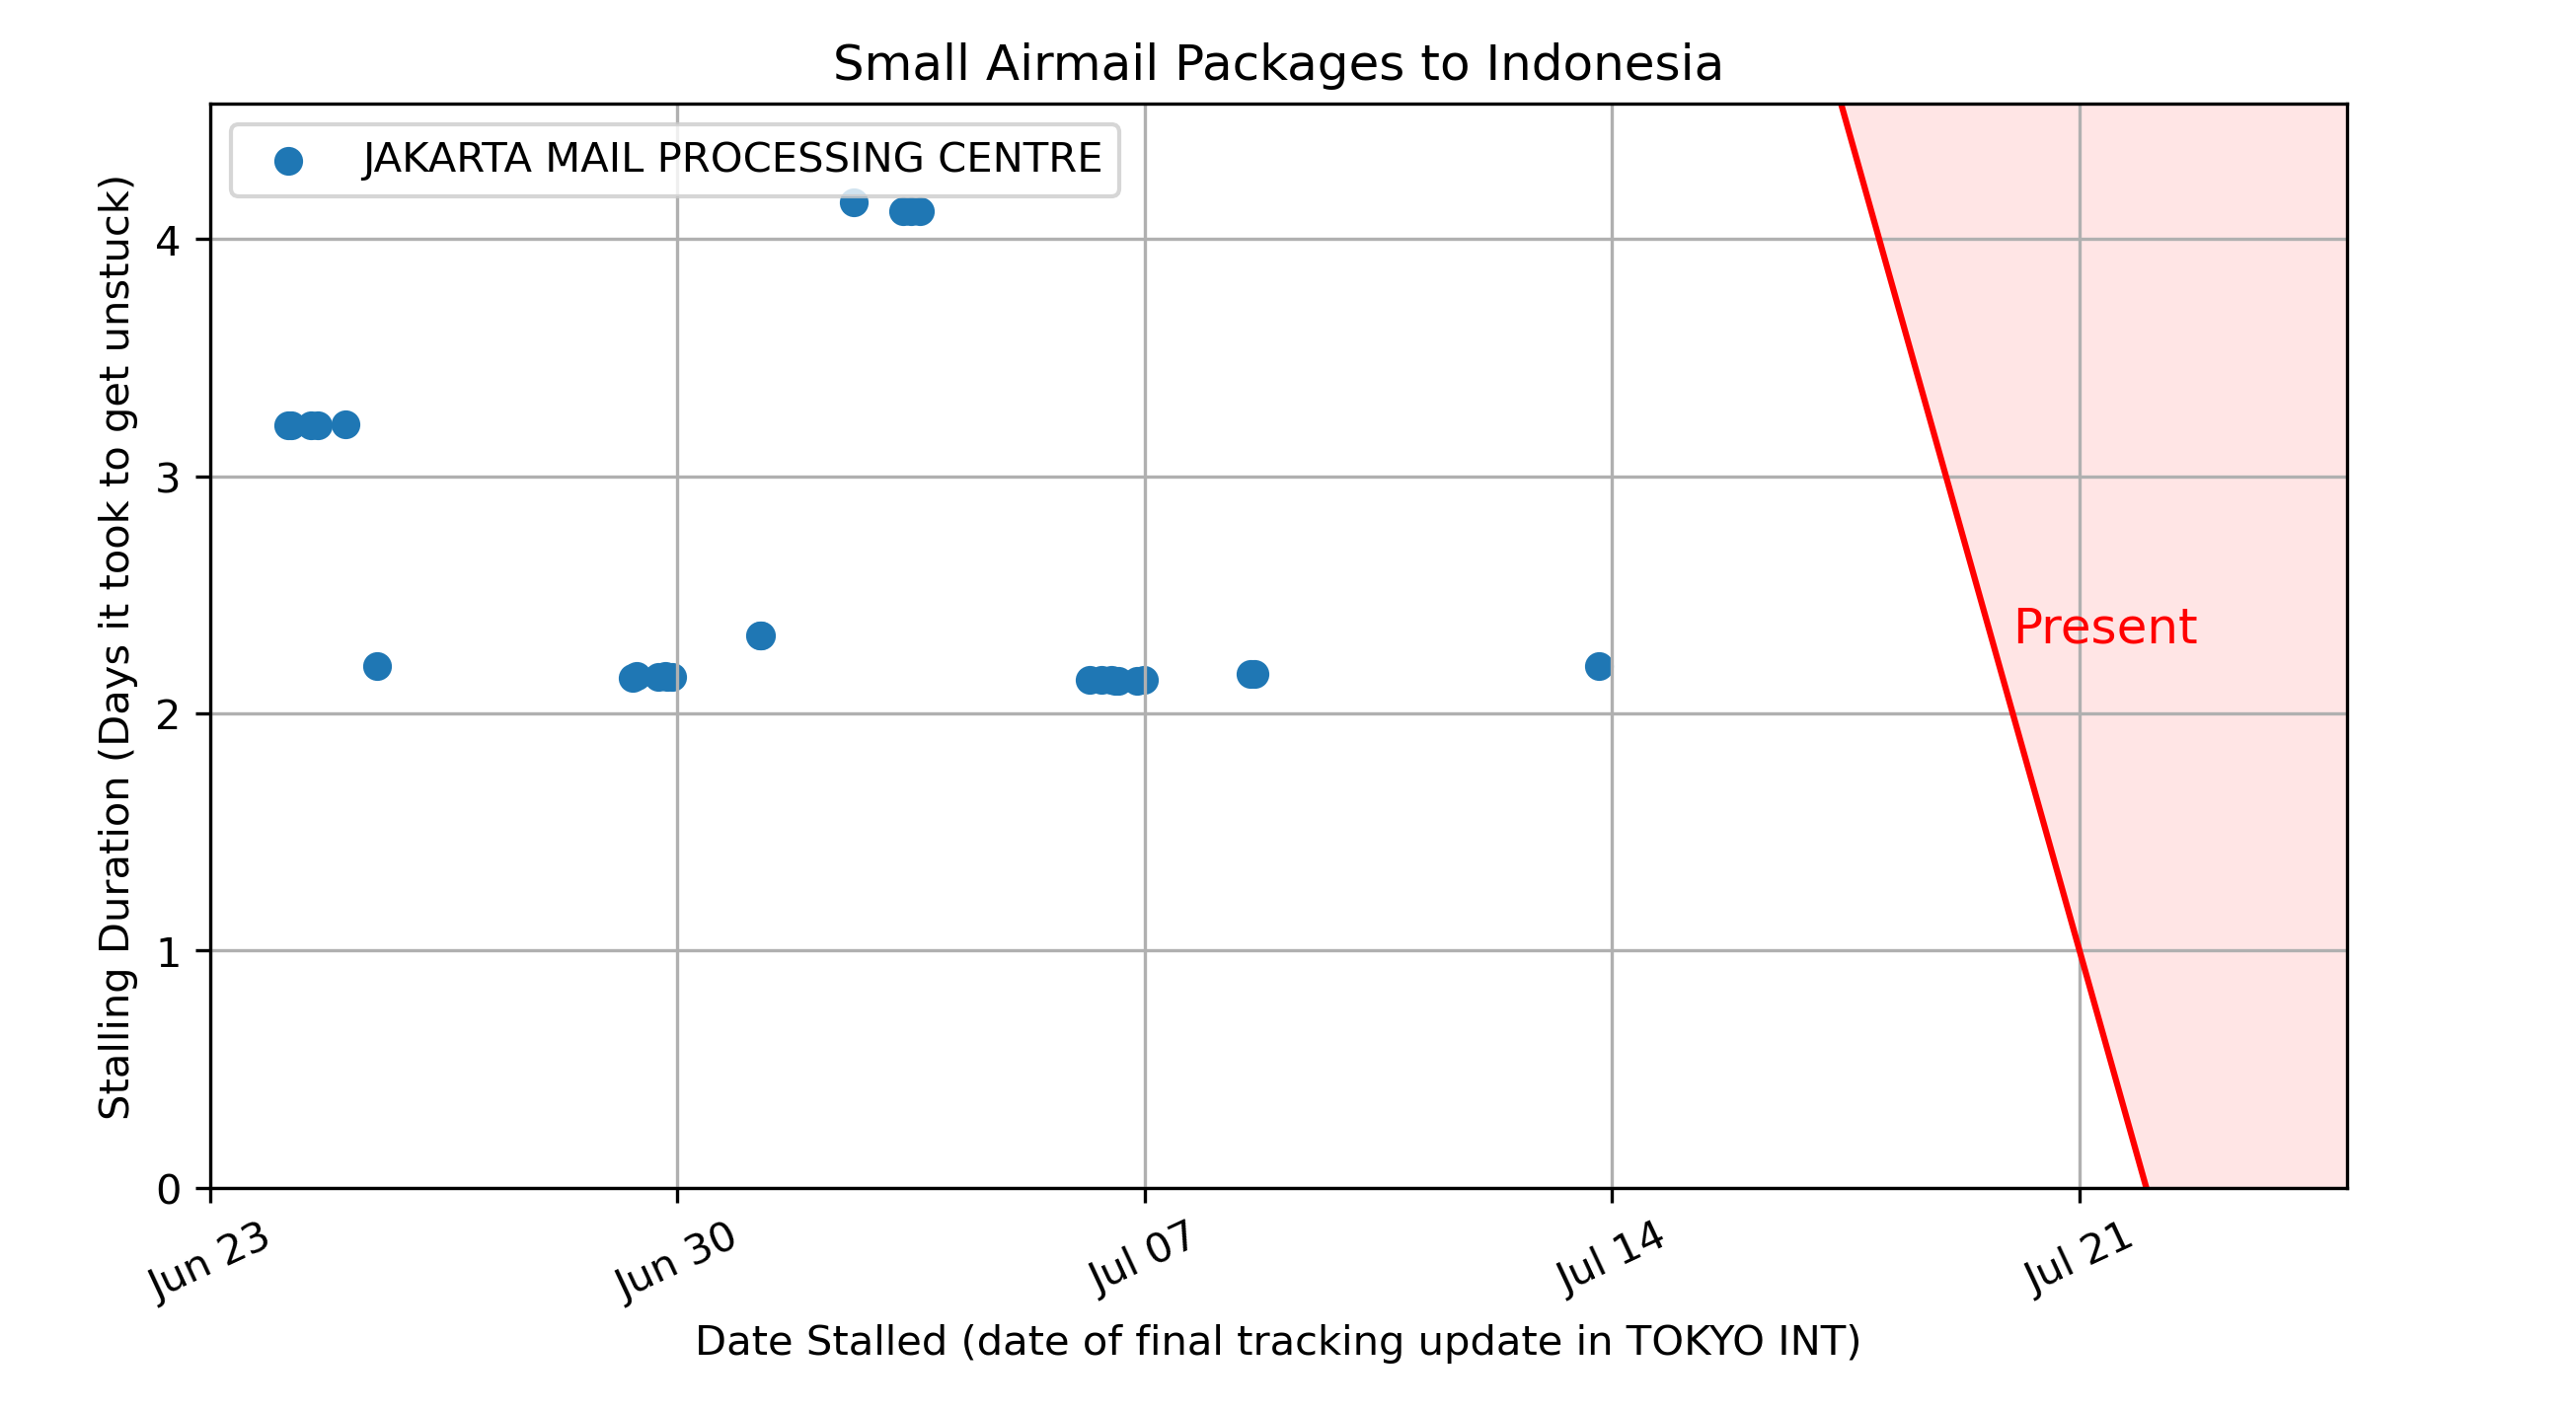 Small Airmail Packages to Indonesia
JAKARTA MAIL PROCESSING CENTRE
Stalling Duration (Days it took to get unstuck)
4
3
2
1
0
Present
Jun 23
Jun 30
Jul 07
Jul 14
Jul 21
Date Stalled (date of final tracking update in TOKYO INT)